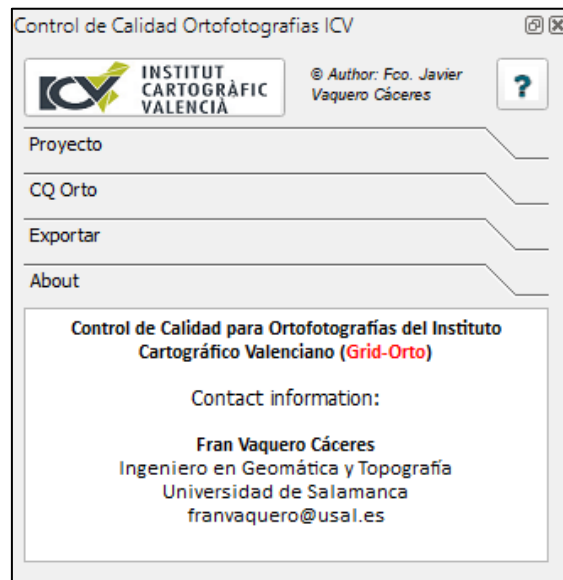 Control de Calidad Ortofotografias ICV
ICV
INSTITUT
CARTOGRÀFIC
VALENCIÀ
© Author: Fco. Javier
Vaquero Cáceres
?
Proyecto
CQ Orto
Exportar
About
Control de Calidad para Ortofotografías del Instituto
Cartográfico Valenciano (Grid-Orto)
Contact information:
Fran Vaquero Cáceres
Ingeniero en Geomática y Topografía
Universidad de Salamanca
franvaquero@usal.es